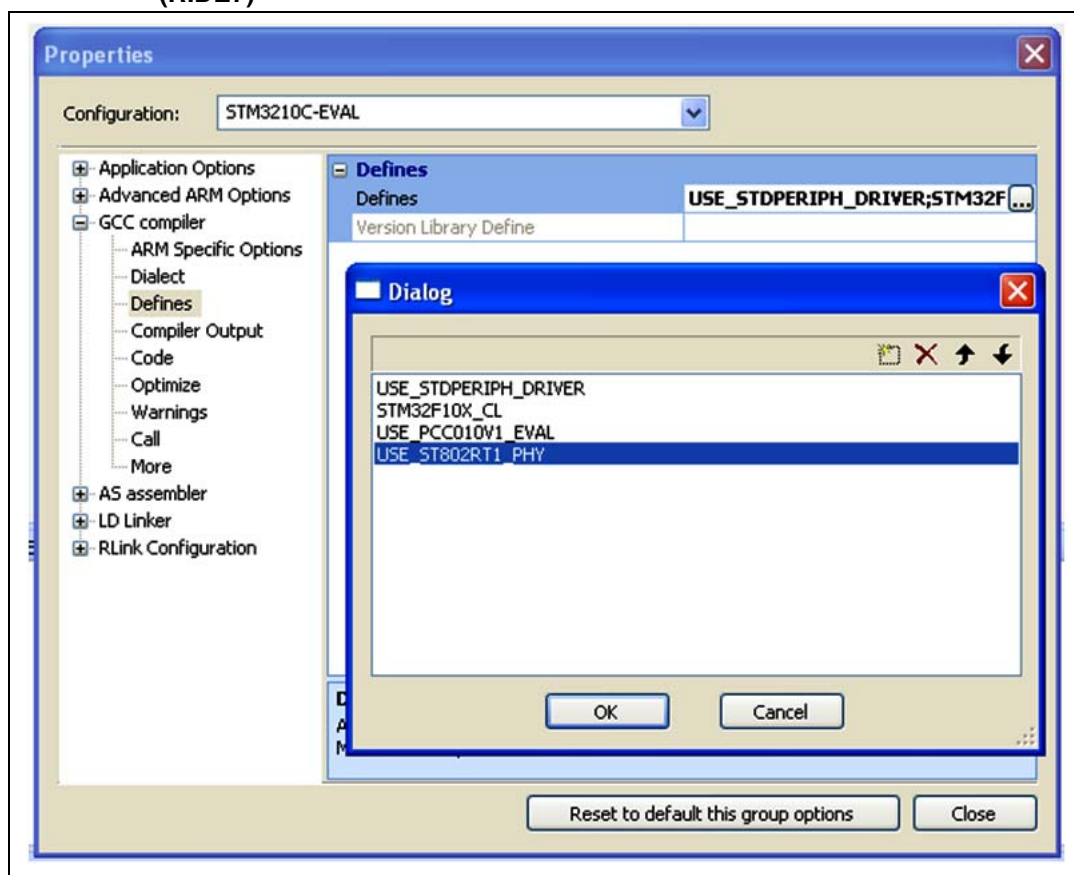 (RIDE7)
Properties
Configuration: STM3210C-EVAL
Application Options
Advanced ARM Options
GCC compiler
ARM Specific Options
Dialect
Defines
Compiler Output
Code
Optimize
Warnings
Call
More
AS assembler
LD Linker
RLink Configuration
Defines
Defines USE_STDPERIPH_DRIVER;STM32F ...
Version Library Define
Dialog
USE_STDPERIPH_DRIVER
STM32F10X_CL
USE_PCC010V1_EVAL
USE_ST802RT1_PHY
OK Cancel
Reset to default this group options Close